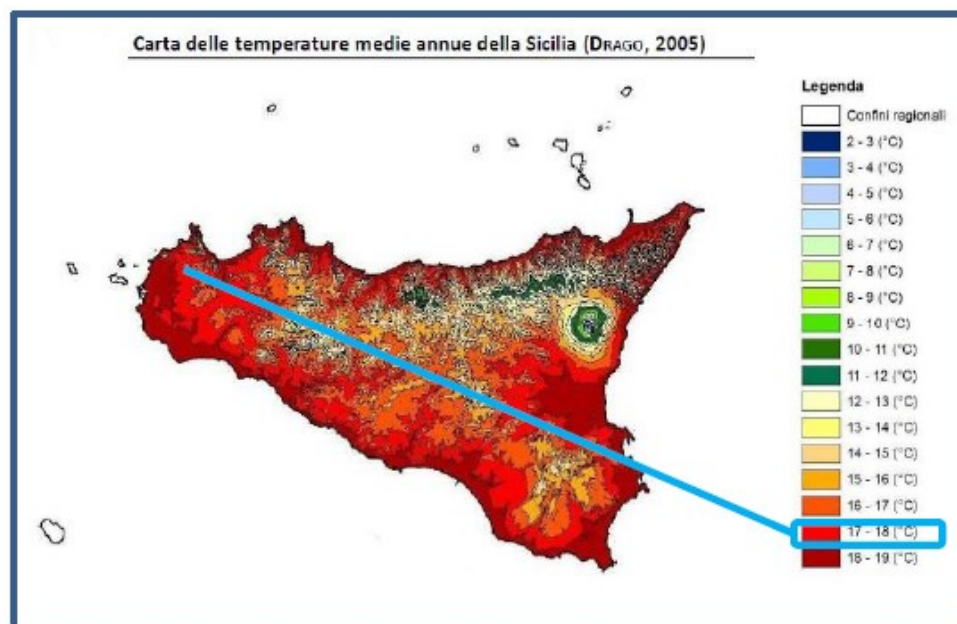 Carta delle temperature medie annue della Sicilia (DRAGO, 2005)
Legenda
Confini regionali
2 - 3 (°C)
3 - 4 (°C)
4 - 5 (°C)
5 - 6 (°C)
6 - 7 (°C)
7 - 8 (°C)
8 - 9 (°C)
9 - 10 (°C)
10 - 11 (°C)
11 - 12 (°C)
12 - 13 (°C)
13 - 14 (°C)
14 - 15 (°C)
15 - 16 (°C)
16 - 17 (°C)
17 - 18 (°C)
18 - 19 (°C)